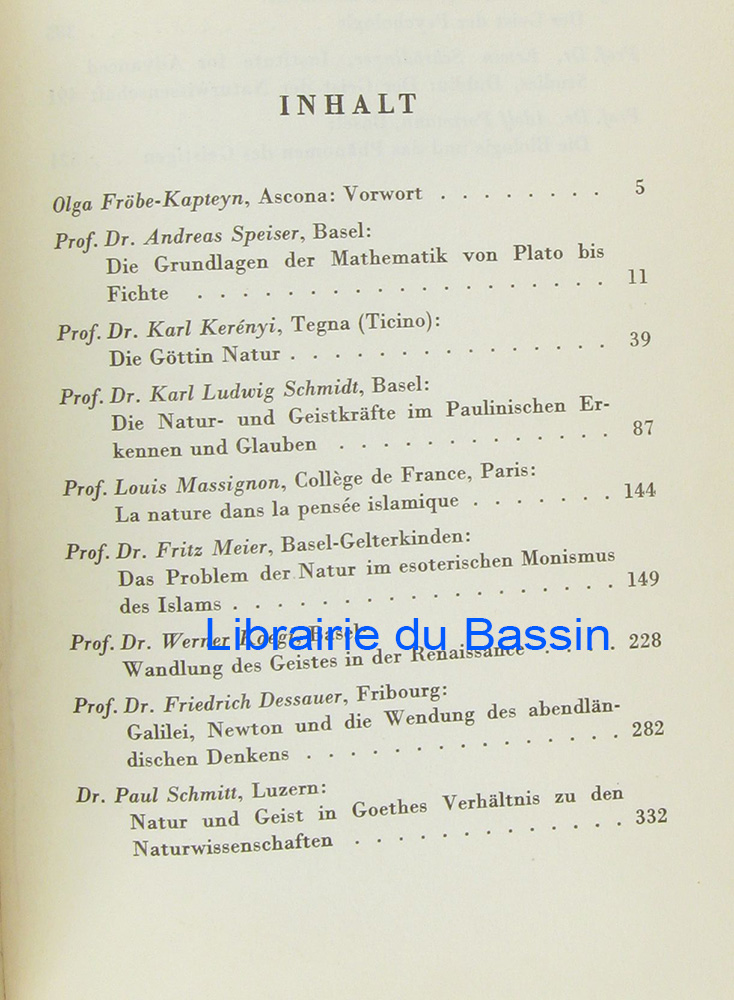 INHALT
Olga Fröbe-Kapteyn, Ascona: Vorwort . . . . . . . . 5
Prof. Dr. Andreas Speiser, Basel:
Die Grundlagen der Mathematik von Plato bis
Fichte . . . . . . . . . . . . . . 11
Prof. Dr. Karl Kerényi, Tegna (Ticino):
Die Göttin Natur . . . . . . . . . . . 39
Prof. Dr. Karl Ludwig Schmidt, Basel:
Die Natur- und Geistkräfte im Paulinischen Er-
kennen und Glauben . . . . . . . . . . 87
Prof. Louis Massignon, Collège de France, Paris:
La nature dans la pensée islamique . . . . . . . 144
Prof. Dr. Fritz Meier, Basel-Gelterkinden:
Das Problem der Natur im esoterischen Monismus
des Islams . . . . . . . . . . . . . 149
Prof. Dr. Werner Kaegi, Basel:
Librairie du Bassin
Wandlung des Geistes in der Renaissance . . . . 228
Prof. Dr. Friedrich Dessauer, Fribourg:
Galilei, Newton und die Wendung des abendlän-
dischen Denkens . . . . . . . . . . . 282
Dr. Paul Schmitt, Luzern:
Natur und Geist in Goethes Verhältnis zu den
Naturwissenschaften . . . . . . . . . . 332